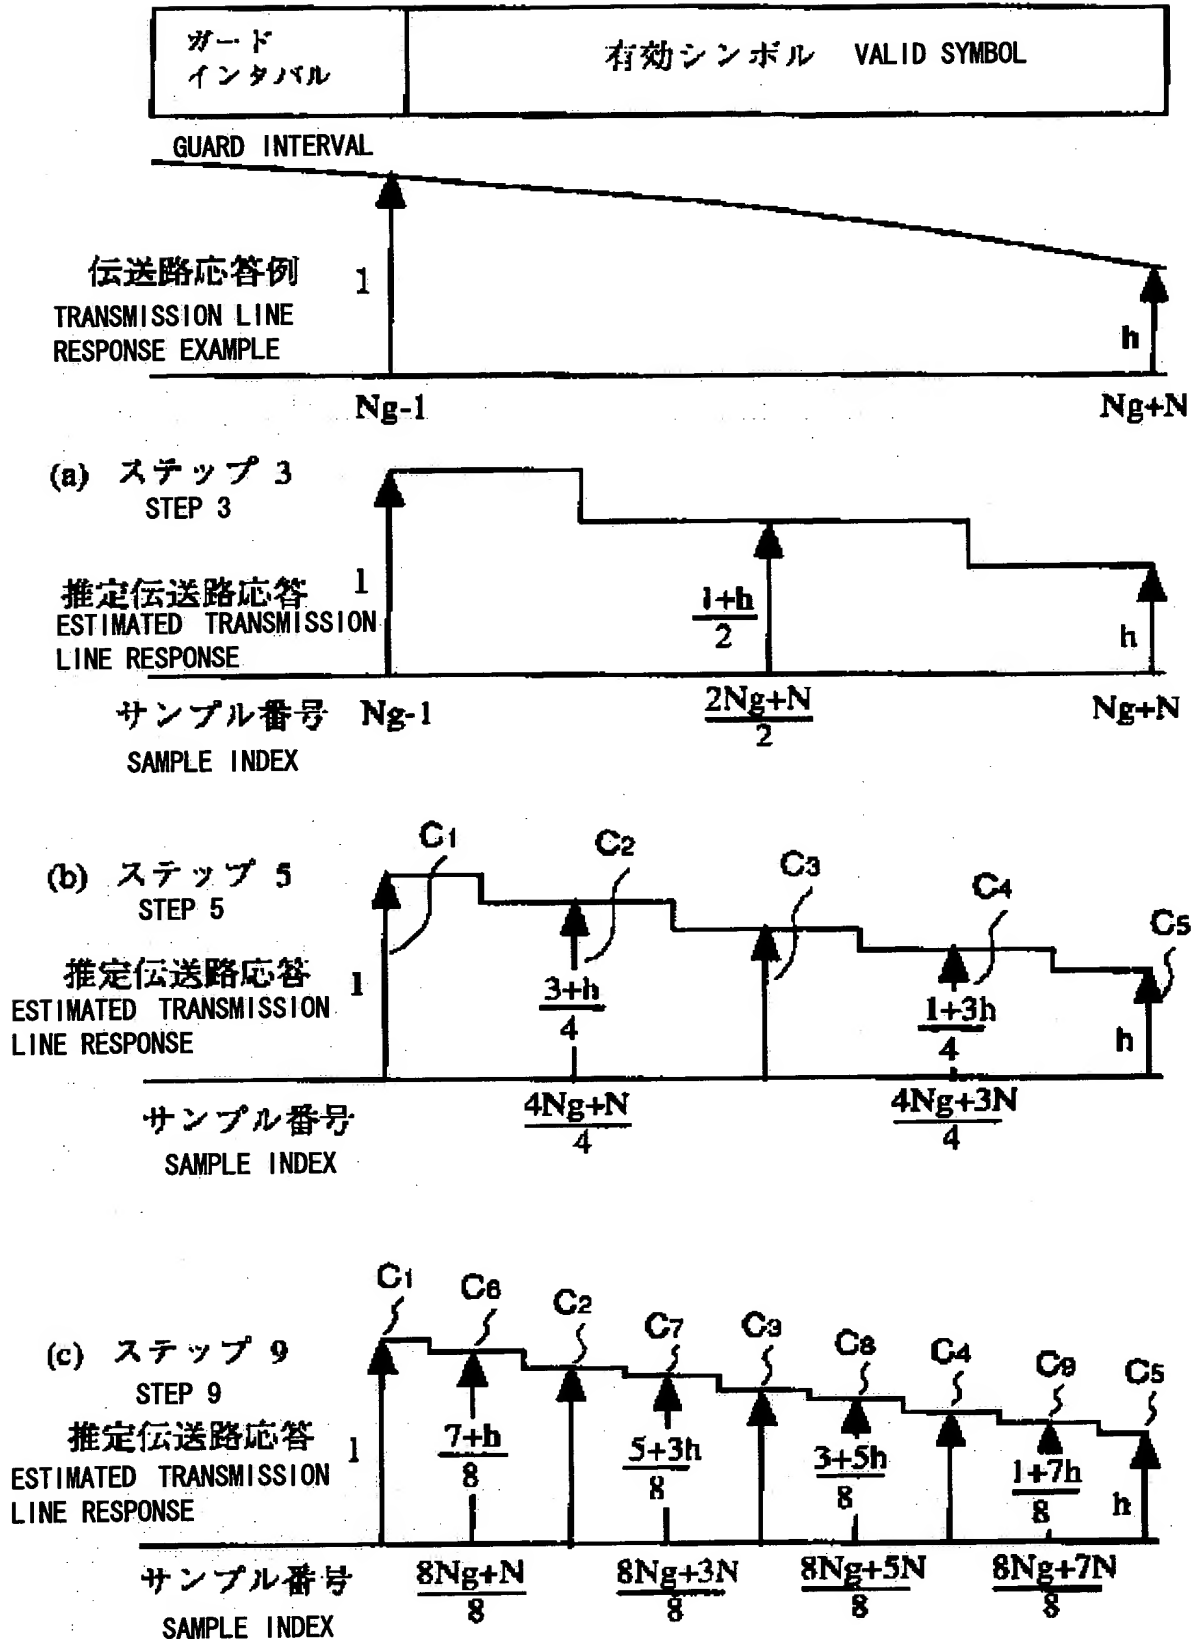 ガード
インタバル
有効シンボル VALID SYMBOL
GUARD INTERVAL
伝送路応答例
1
TRANSMISSION LINE
RESPONSE EXAMPLE
h
Ng-1
Ng+N
(a) ステップ 3
STEP 3
推定伝送路応答
1
ESTIMATED TRANSMISSION
LINE RESPONSE
1+h
2
h
サンプル番号
SAMPLE INDEX
Ng-1
2Ng+N
2
Ng+N
(b) ステップ 5
STEP 5
C1
C2
C3
C4
C5
推定伝送路応答
1
ESTIMATED TRANSMISSION
LINE RESPONSE
3+h
4
1+3h
4
h
サンプル番号
SAMPLE INDEX
4Ng+N
4
4Ng+3N
4
(c) ステップ 9
STEP 9
C1
C6
C2
C7
C3
C8
C4
C9
C5
推定伝送路応答
1
ESTIMATED TRANSMISSION
LINE RESPONSE
7+h
8
5+3h
8
3+5h
8
1+7h
8
h
サンプル番号
SAMPLE INDEX
8Ng+N
8
8Ng+3N
8
8Ng+5N
8
8Ng+7N
8